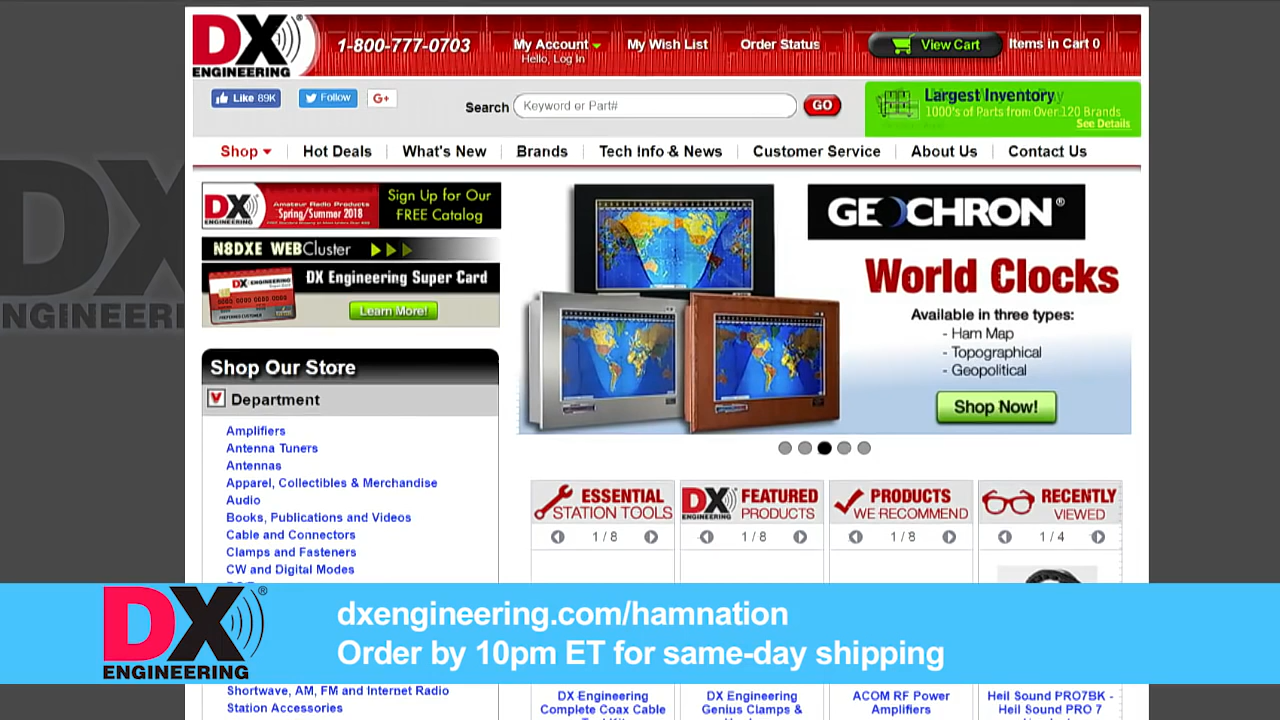 DX
ENGINEERING
1-800-777-0703
My Account
Hello, Log In
My Wish List
Order Status
View Cart
Items in Cart 0
Like 89K
Follow
G+
Search
Keyword or Part#
GO
Largest Inventory
1000's of Parts from Over 120 Brands
See Details
Shop
Hot Deals
What's New
Brands
Tech Info & News
Customer Service
About Us
Contact Us
DX
ENGINEERING
Amateur Radio Products
Spring/Summer 2018
Sign Up for Our
FREE Catalog
N8DXE WEBCluster
DX Engineering Super Card
DX ENGINEERING
Learn More!
GEOCHRON®
World Clocks
Available in three types:
- Ham Map
- Topographical
- Geopolitical
Shop Now!
Shop Our Store
Department
Amplifiers
Antenna Tuners
Antennas
Apparel, Collectibles & Merchandise
Audio
Books, Publications and Videos
Cable and Connectors
Clamps and Fasteners
CW and Digital Modes
ESSENTIAL
STATION TOOLS
1 / 8
DX
ENGINEERING
FEATURED
PRODUCTS
1 / 8
PRODUCTS
WE RECOMMEND
1 / 8
RECENTLY
VIEWED
1 / 4
DX®
ENGINEERING
dxengineering.com/hamnation
Order by 10pm ET for same-day shipping
Shortwave, AM, FM and Internet Radio
Station Accessories
DX Engineering
Complete Coax Cable
DX Engineering
Genius Clamps &
ACOM RF Power
Amplifiers
Heil Sound PRO7BK -
Heil Sound PRO 7
DX
NGINEERI